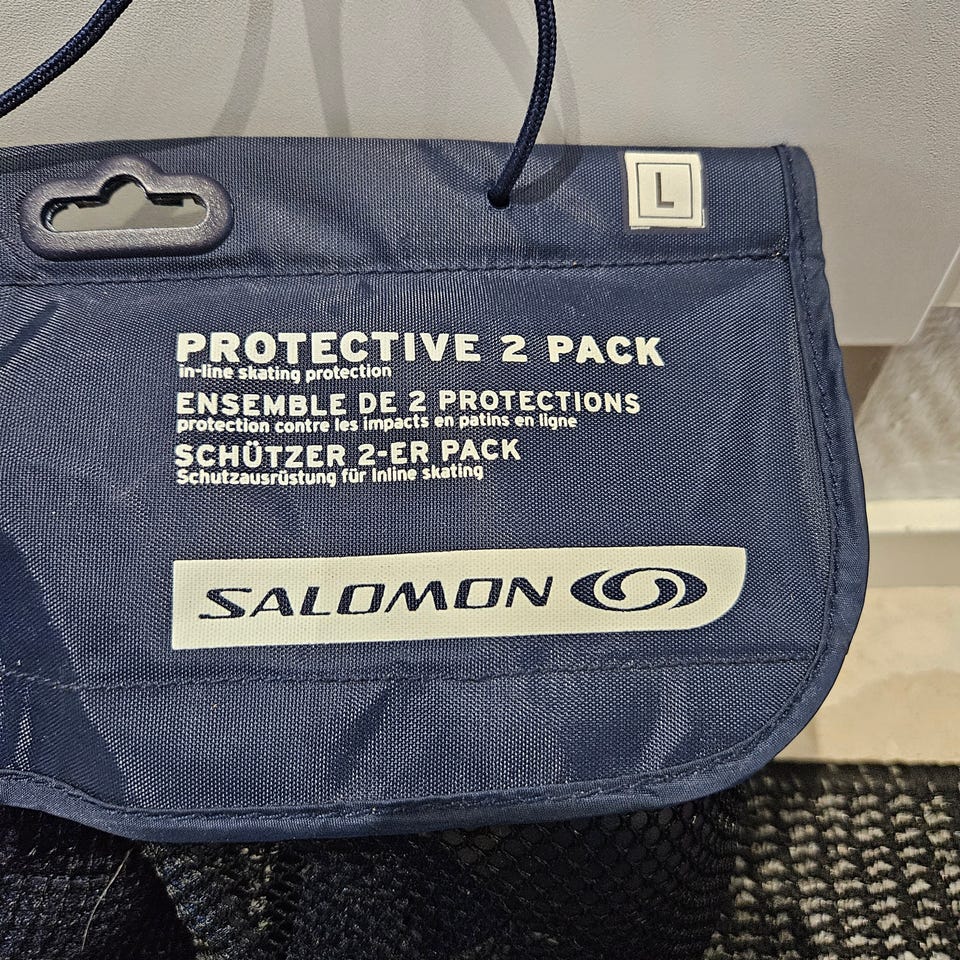 L
PROTECTIVE 2 PACK
in-line skating protection
ENSEMBLE DE 2 PROTECTIONS
protection contre les impacts en patins en ligne
SCHÜTZER 2-ER PACK
Schutzausrüstung für Inline skating
SALOMON